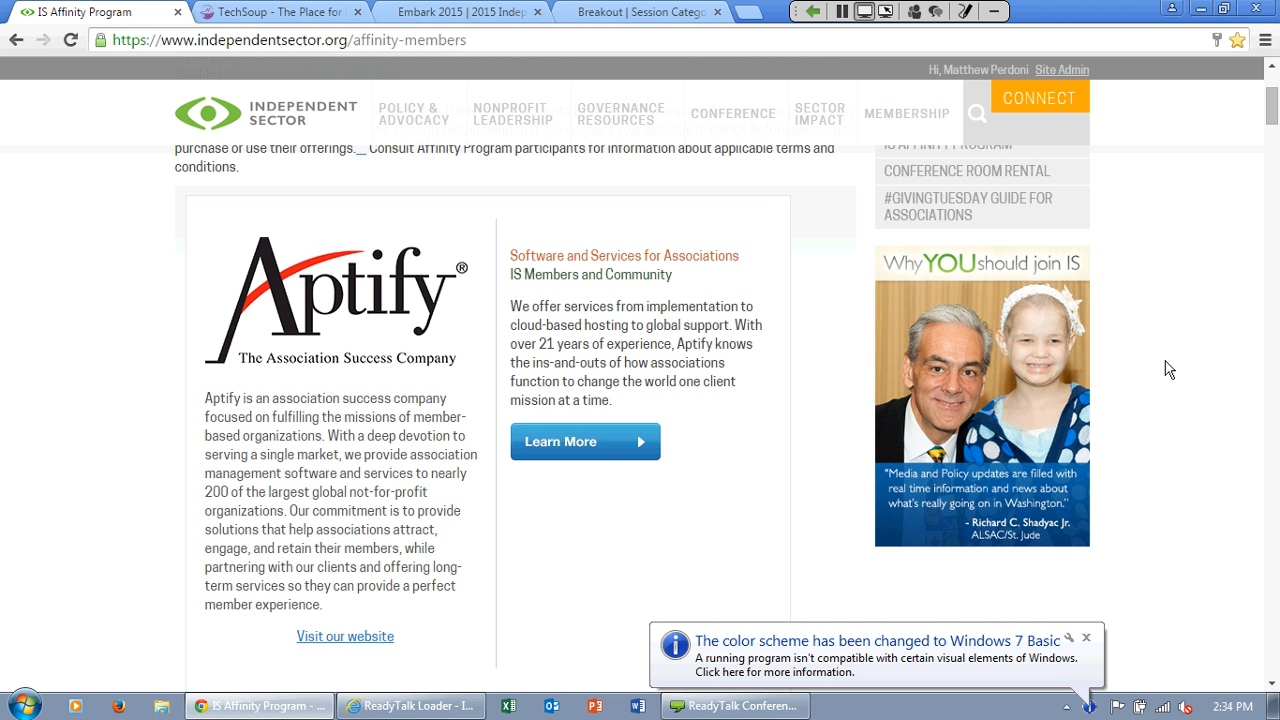 IS Affinity Program
TechSoup - The Place for
Embark 2015 | 2015 Indep
Breakout | Session Catego
https://www.independentsector.org/affinity-members
Hi, Matthew Perdoni Site Admin
INDEPENDENT
SECTOR
POLICY &
ADVOCACY
NONPROFIT
LEADERSHIP
GOVERNANCE
RESOURCES
CONFERENCE
SECTOR
IMPACT
MEMBERSHIP
CONNECT
purchase or use their offerings. Consult Affinity Program participants for information about applicable terms and
conditions.
IS AFFINITY PROGRAM
CONFERENCE ROOM RENTAL
#GIVINGTUESDAY GUIDE FOR
ASSOCIATIONS
Aptify®
The Association Success Company
Aptify is an association success company
focused on fulfilling the missions of member-
based organizations. With a deep devotion to
serving a single market, we provide association
management software and services to nearly
200 of the largest global not-for-profit
organizations. Our commitment is to provide
solutions that help associations attract,
engage, and retain their members, while
partnering with our clients and offering long-
term services so they can provide a perfect
member experience.
Visit our website
Software and Services for Associations
IS Members and Community
We offer services from implementation to
cloud-based hosting to global support. With
over 21 years of experience, Aptify knows
the ins-and-outs of how associations
function to change the world one client
mission at a time.
Learn More
Why YOU should join IS
"Media and Policy updates are filled with
real time information and news about
what's really going on in Washington."
- Richard C. Shadyac Jr.
ALSAC/St. Jude
The color scheme has been changed to Windows 7 Basic
A running program isn't compatible with certain visual elements of Windows.
Click here for more information.
IS Affinity Program - ...
ReadyTalk Loader - I...
ReadyTalk Conferen...
2:34 PM